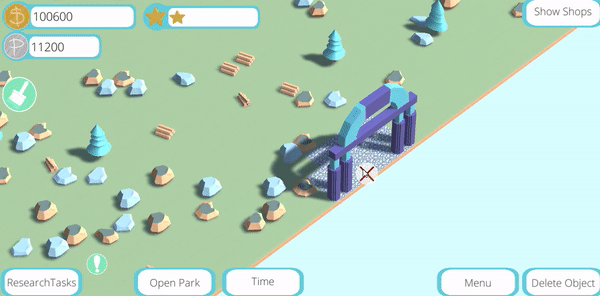 100600
Show Shops
11200
ResearchTasks
Open Park
Time
Menu
Delete Object